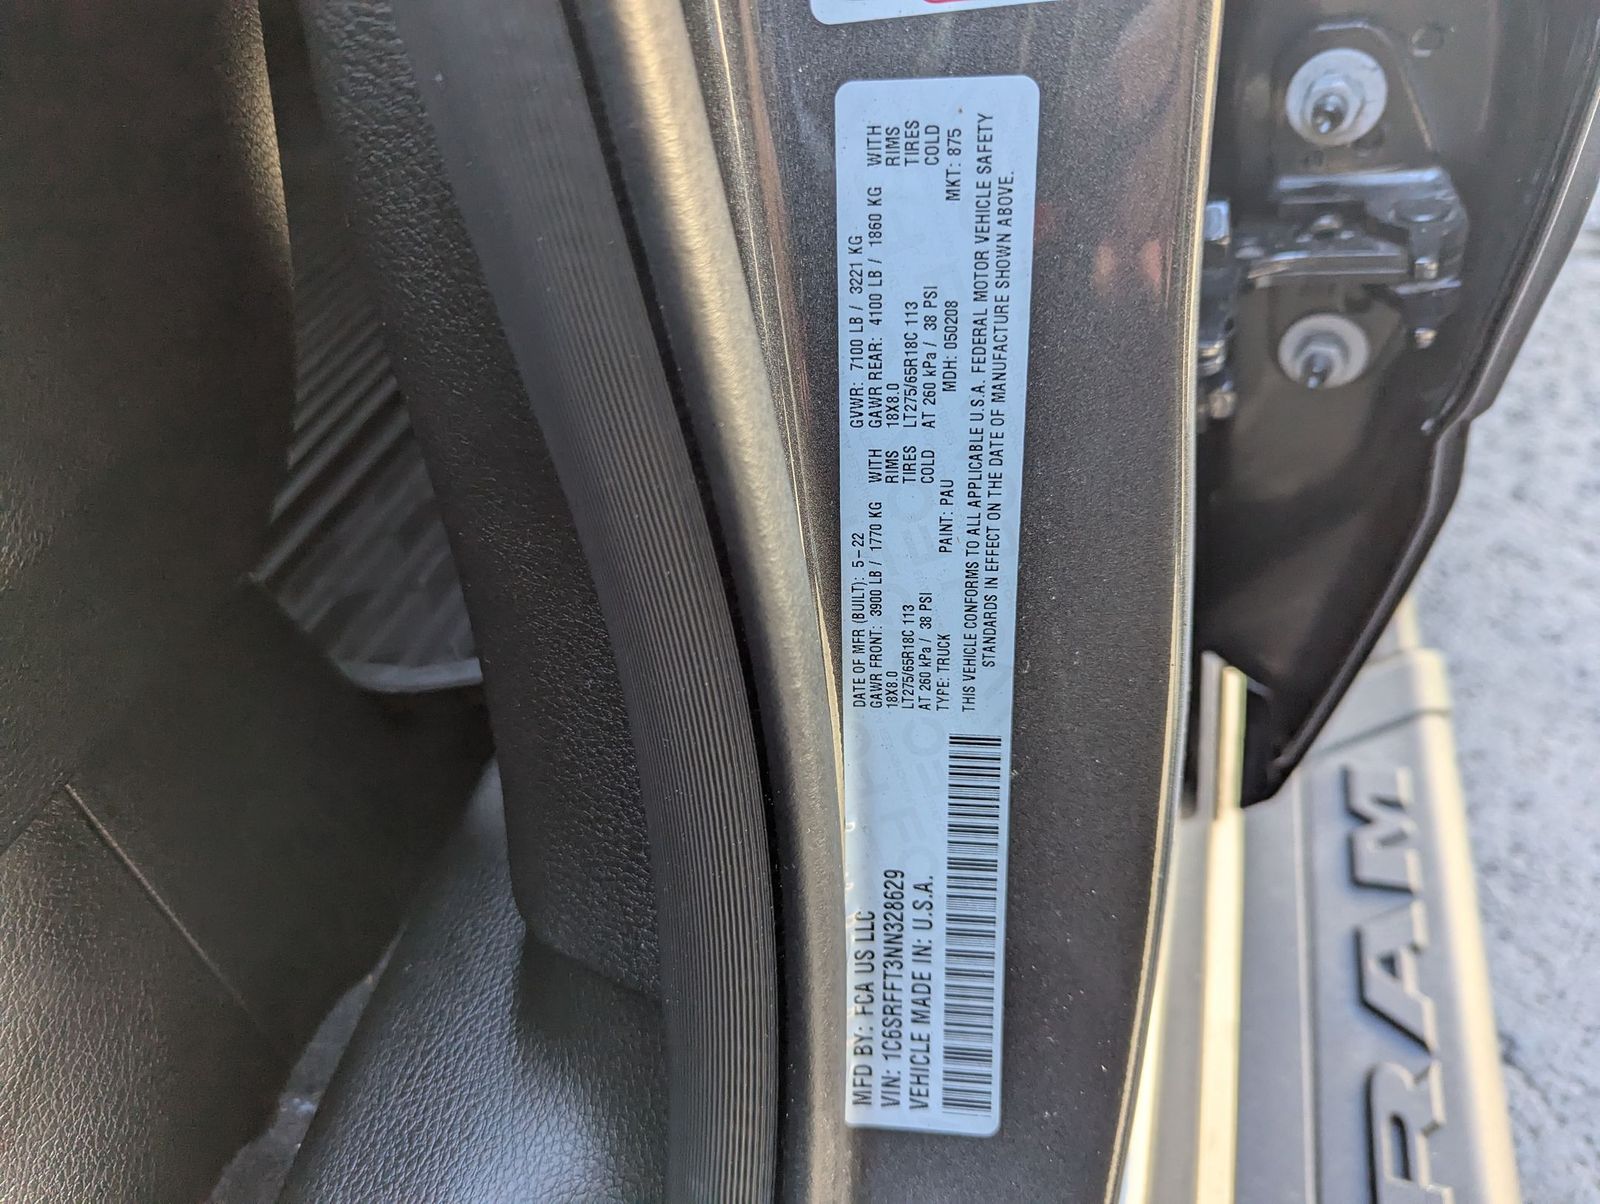 MFD BY: FCA US LLC
VIN: 1C6SRFFT3NN328629
VEHICLE MADE IN: U.S.A.
DATE OF MFR (BUILT): 5-22 GVWR: 7100 LB / 3221 KG
GAWR FRONT: 3900 LB / 1770 KG WITH GAWR REAR: 4100 LB / 1860 KG WITH
18X8.0 RIMS 18X8.0 RIMS
LT275/65R18C 113 TIRES LT275/65R18C 113 TIRES
AT 260 kPa / 38 PSI COLD AT 260 kPa / 38 PSI COLD
TYPE: TRUCK PAINT: PAU MDH: 050208 MKT: 875
THIS VEHICLE CONFORMS TO ALL APPLICABLE U.S.A. FEDERAL MOTOR VEHICLE SAFETY
STANDARDS IN EFFECT ON THE DATE OF MANUFACTURE SHOWN ABOVE.
RAM